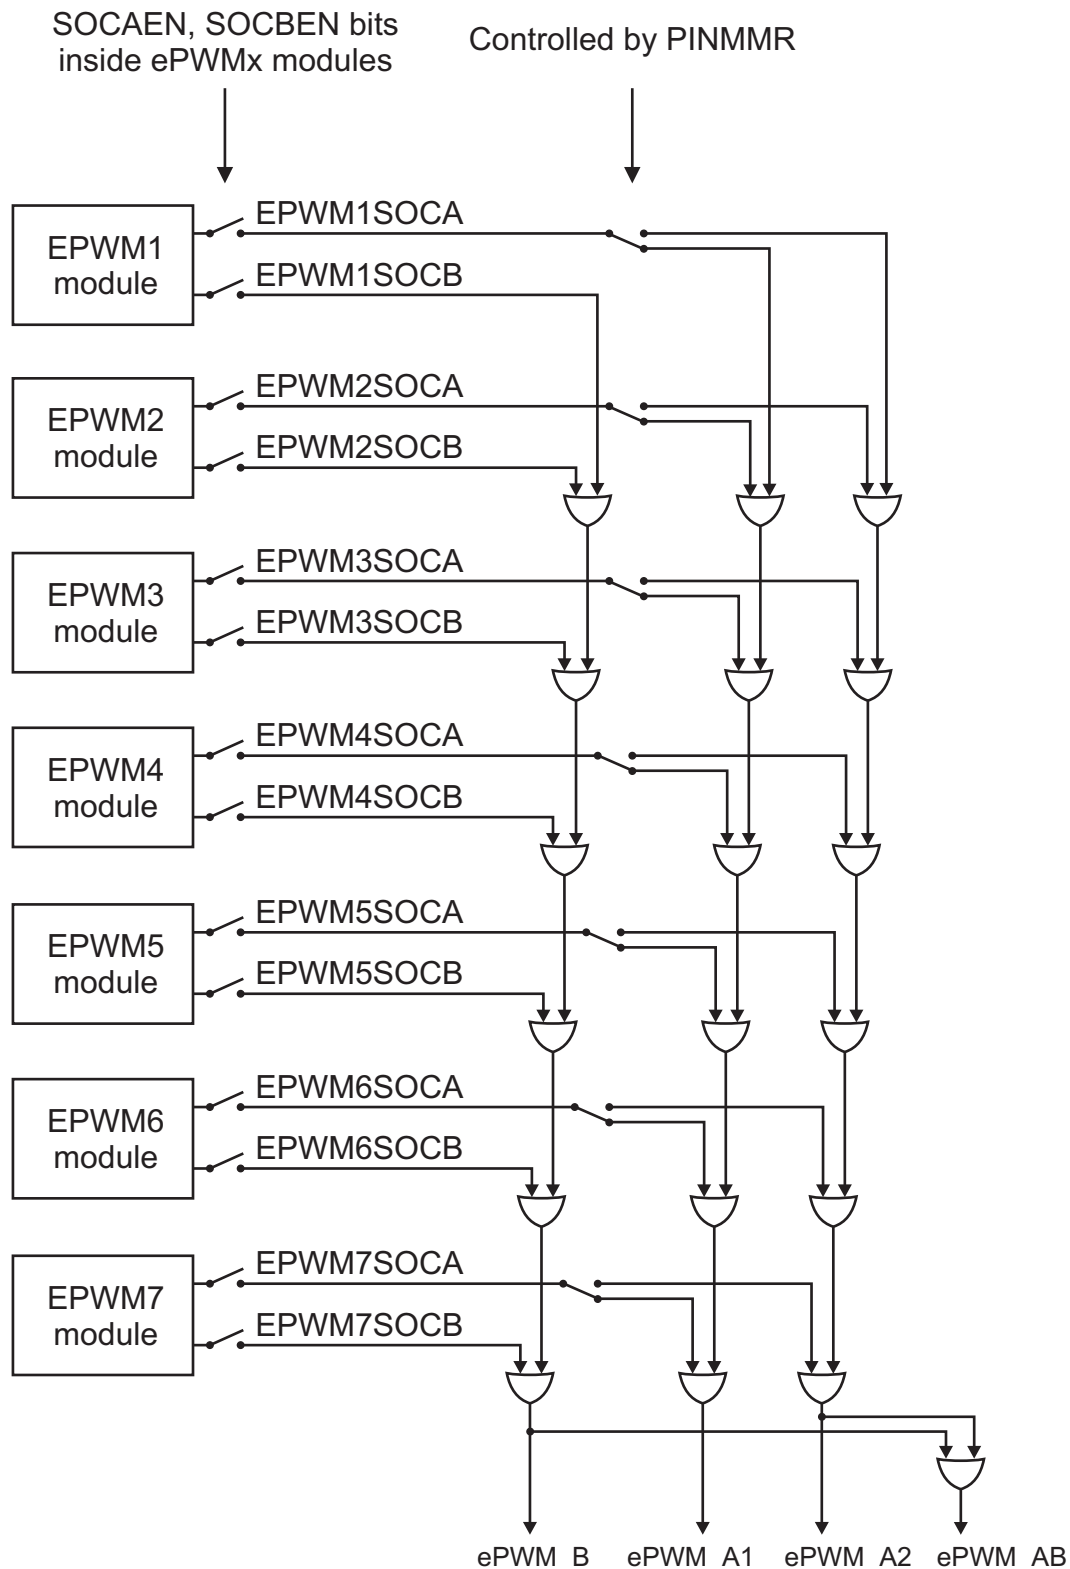 SOCAEN, SOCBEN bits
inside ePWMx modules
Controlled by PINMMR
EPWM1
module
EPWM1SOCA
EPWM1SOCB
EPWM2
module
EPWM2SOCA
EPWM2SOCB
EPWM3
module
EPWM3SOCA
EPWM3SOCB
EPWM4
module
EPWM4SOCA
EPWM4SOCB
EPWM5
module
EPWM5SOCA
EPWM5SOCB
EPWM6
module
EPWM6SOCA
EPWM6SOCB
EPWM7
module
EPWM7SOCA
EPWM7SOCB
ePWM B ePWM A1 ePWM A2 ePWM AB